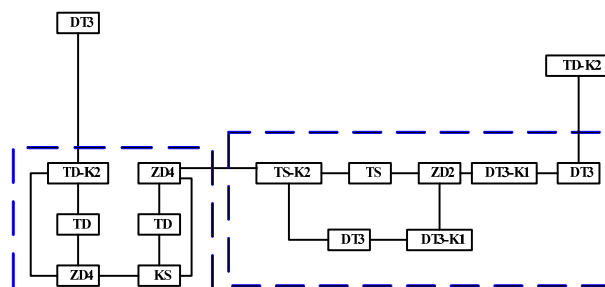 DT3
TD-K2
TD-K2 ZD4 TS-K2 TS ZD2 DT3-K1 DT3
TD TD DT3 DT3-K1
ZD4 KS